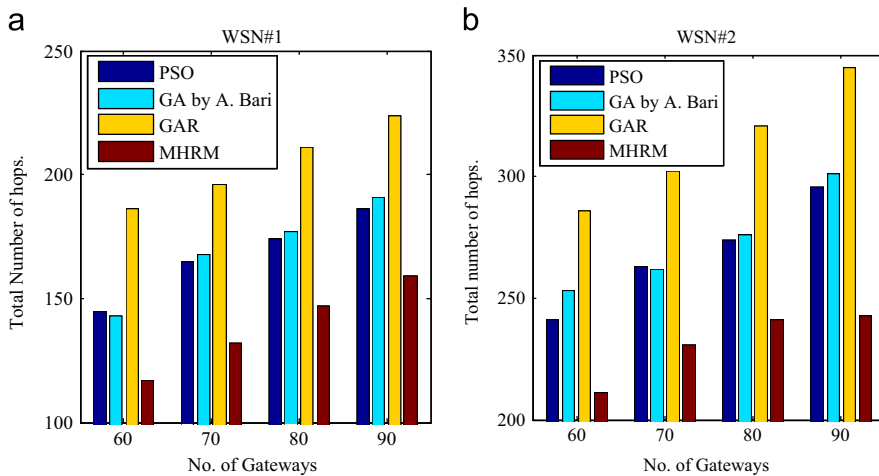 a
WSN#1
250
200
150
100
Total Number of hops.
PSO
GA by A. Bari
GAR
MHRM
60 70 80 90
No. of Gateways
b
WSN#2
350
300
250
200
Total number of hops.
PSO
GA by A. Bari
GAR
MHRM
60 70 80 90
No. of Gateways